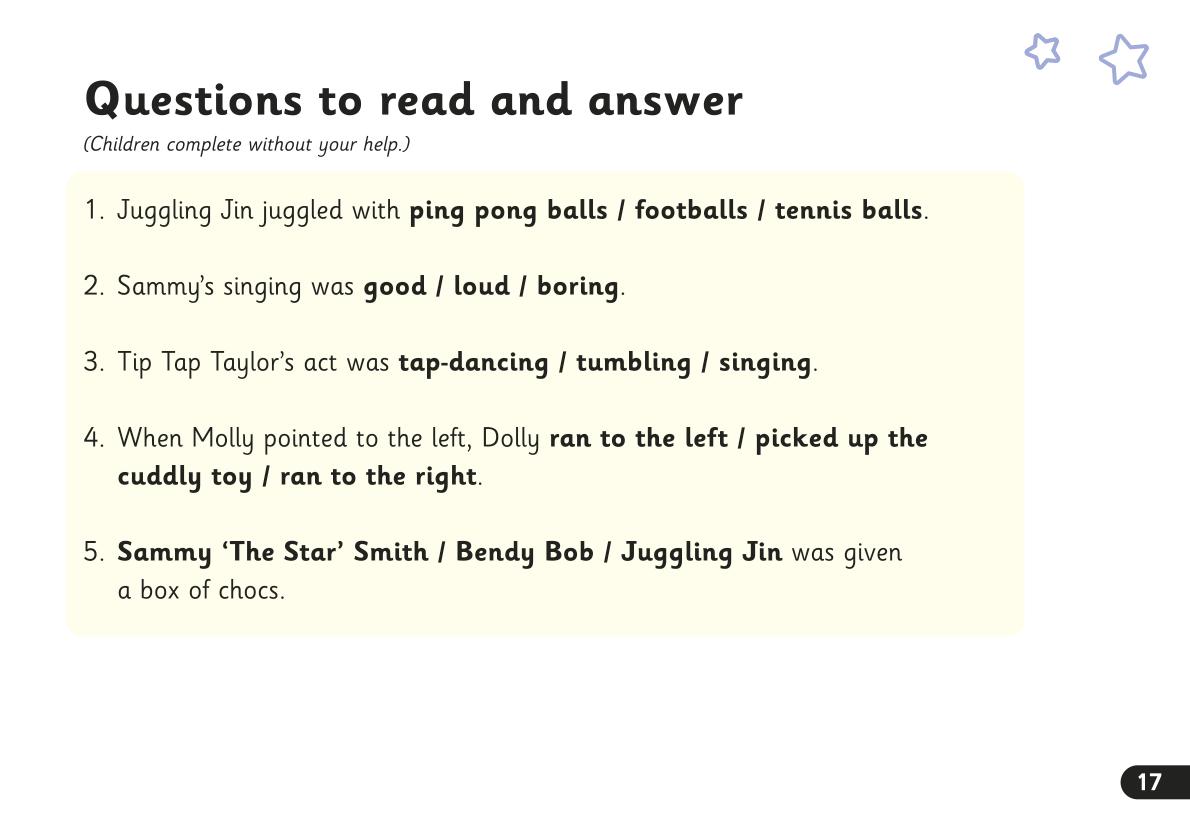 Questions to read and answer
(Children complete without your help.)
1. Juggling Jin juggled with ping pong balls / footballs / tennis balls.
2. Sammy’s singing was good / loud / boring.
3. Tip Tap Taylor’s act was tap-dancing / tumbling / singing.
4. When Molly pointed to the left, Dolly ran to the left / picked up the
cuddly toy / ran to the right.
5. Sammy ‘The Star’ Smith / Bendy Bob / Juggling Jin was given
a box of chocs.
17